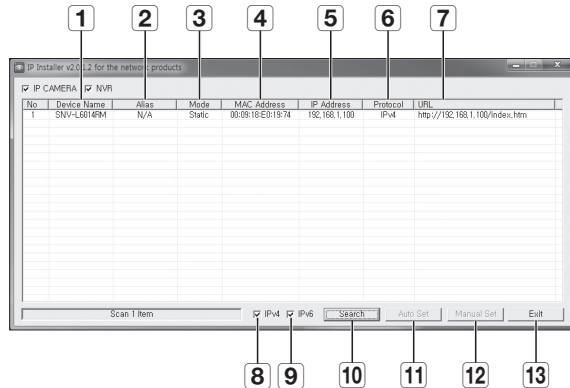 1 2 3 4 5 6 7
IP Installer v2.0.1.2 for the network products
IP CAMERA NVR
No Device Name Alias Mode MAC Address IP Address Protocol URL
1 SNV-L6014RM N/A Static 00:09:18:E0:19:74 192,168,1,100 IPv4 http://192,168,1,100/index,htm
Scan 1 Item IPv4 IPv6 Search Auto Set Manual Set Exit
8 9 10 11 12 13